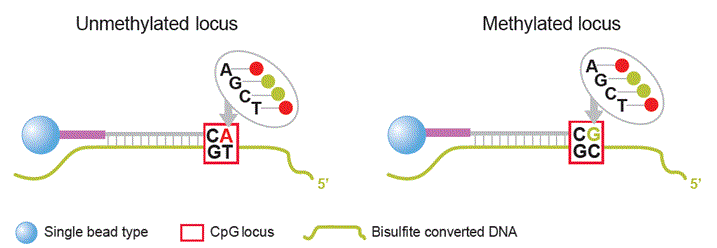 Unmethylated locus
Methylated locus
A
G
C
T
CA
GT
5'
A
G
C
T
CG
GC
5'
Single bead type
CpG locus
Bisulfite converted DNA